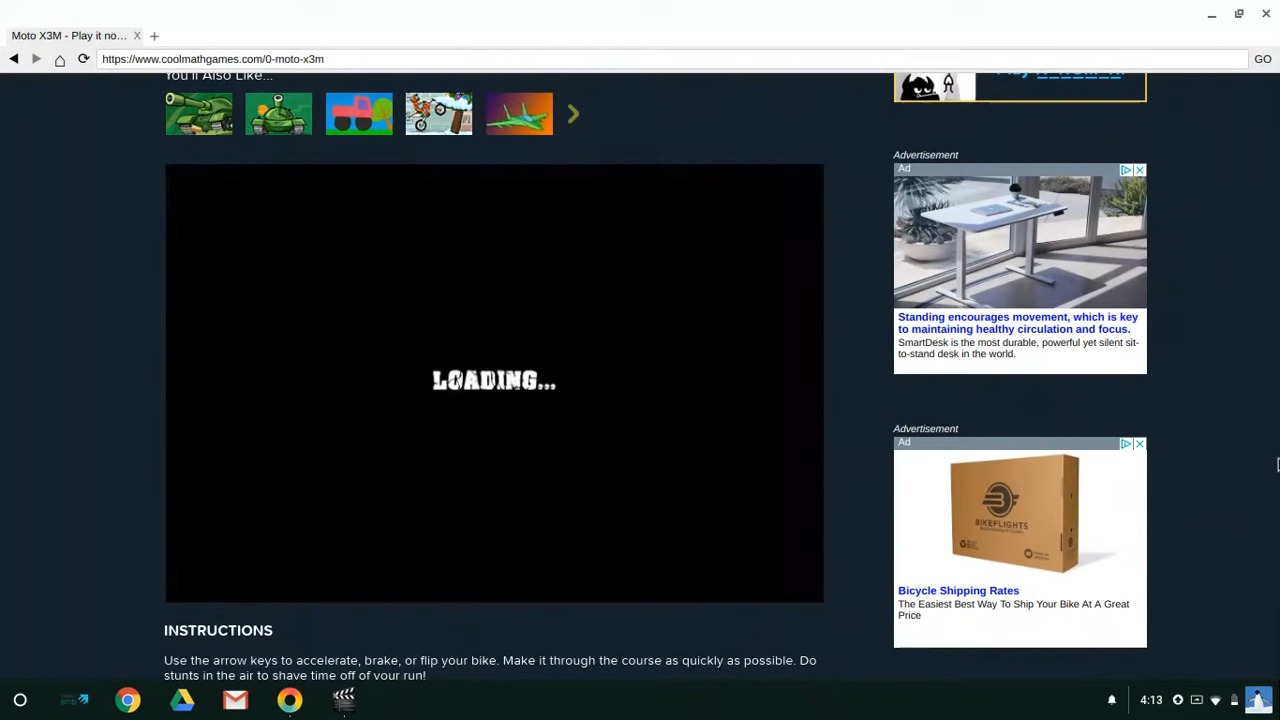 Moto X3M - Play it no... X
https://www.coolmathgames.com/0-moto-x3m
GO
You'll Also Like...
LOADING...
INSTRUCTIONS
Use the arrow keys to accelerate, brake, or flip your bike. Make it through the course as quickly as possible. Do
stunts in the air to shave time off of your run!
Advertisement
Ad
Standing encourages movement, which is key
to maintaining healthy circulation and focus.
SmartDesk is the most durable, powerful yet silent sit-
to-stand desk in the world.
Advertisement
Ad
BIKEFLIGHTS
Bicycle Shipping Rates
The Easiest Best Way To Ship Your Bike At A Great
Price
amp
4:13